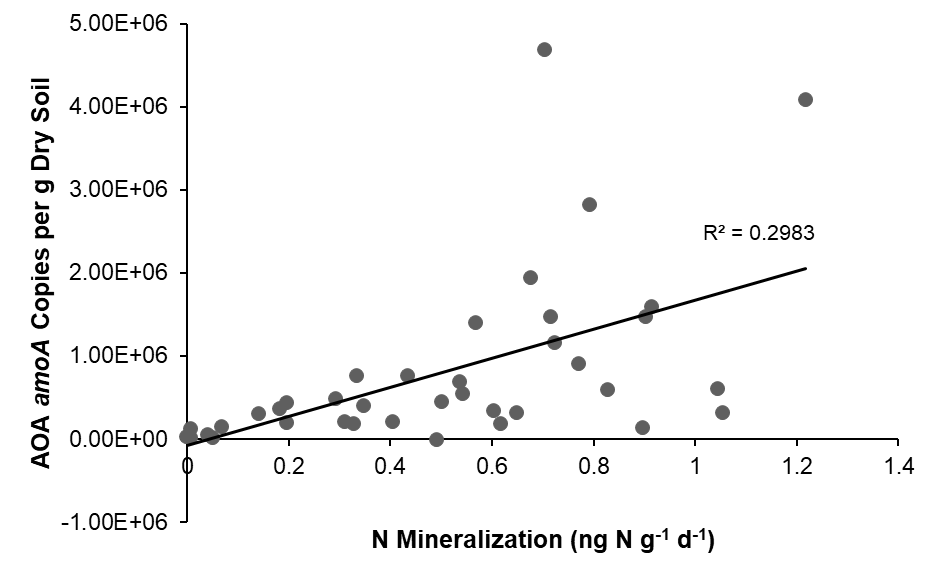 5.00E+06
4.00E+06
3.00E+06
2.00E+06
1.00E+06
0.00E+00
-1.00E+06
AOA amoA Copies per g Dry Soil
R² = 0.2983
0 0.2 0.4 0.6 0.8 1 1.2 1.4
N Mineralization (ng N g⁻¹ d⁻¹)